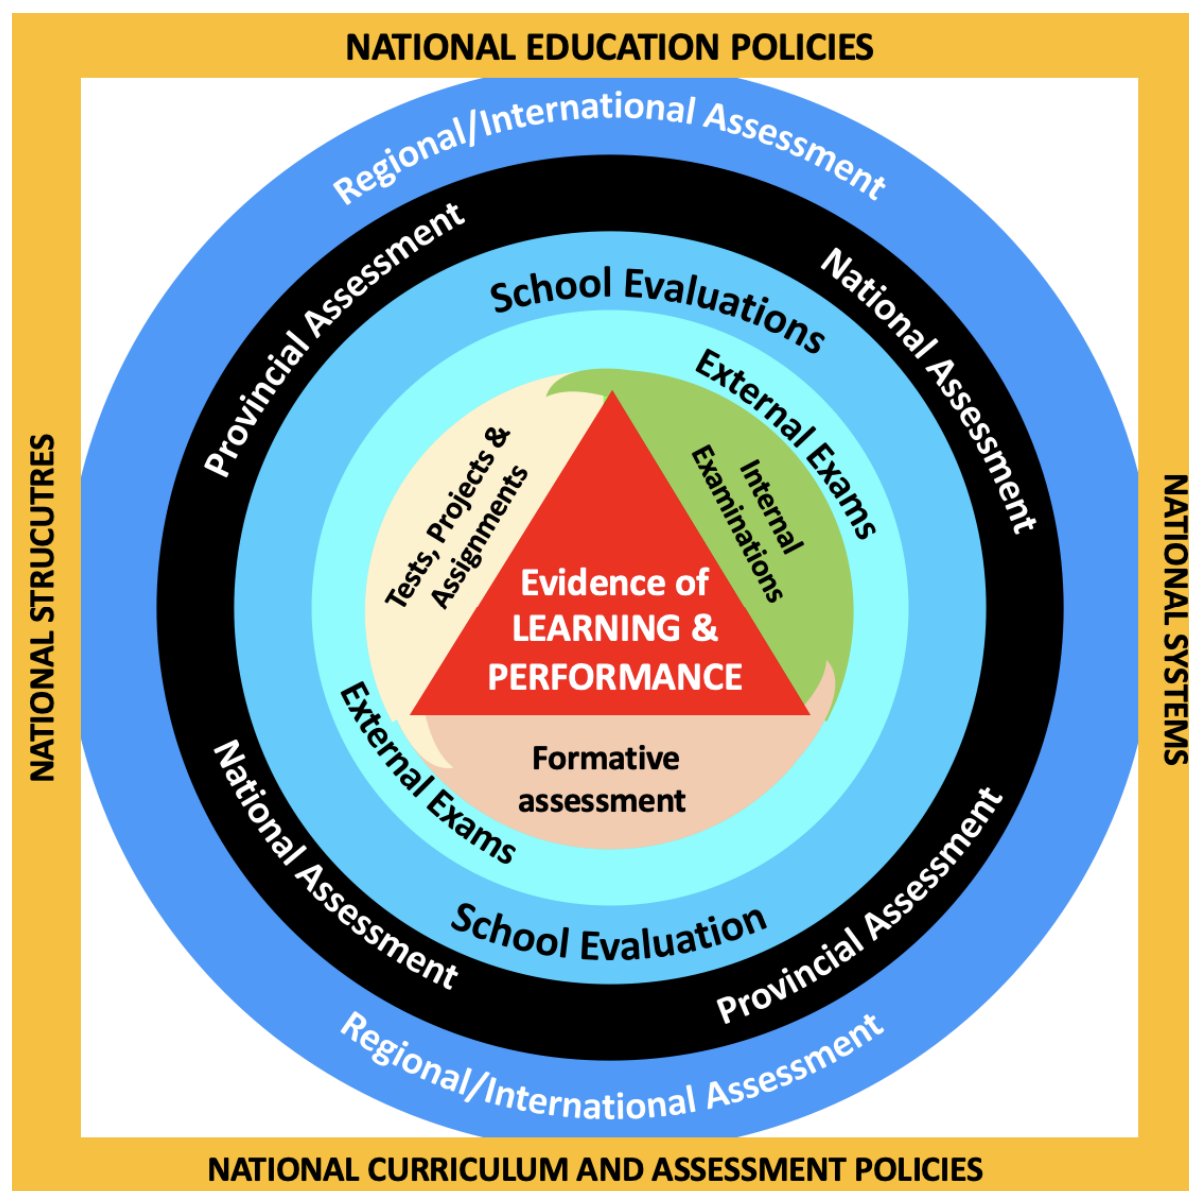 NATIONAL EDUCATION POLICIES
Regional/International Assessment
Provincial Assessment
National Assessment
School Evaluations
External Exams
Tests, Projects &
Assignments
Internal
Examinations
Evidence of
LEARNING &
PERFORMANCE
NATIONAL STRUCUTRES
NATIONAL SYSTEMS
Formative
assessment
External Exams
National Assessment
School Evaluation
Provincial Assessment
Regional/International Assessment
NATIONAL CURRICULUM AND ASSESSMENT POLICIES